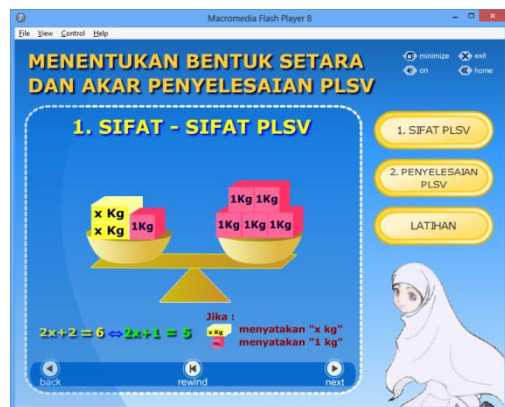 Macromedia Flash Player 8
File View Control Help
MENENTUKAN BENTUK SETARA
DAN AKAR PENYELESAIAN PLSV
minimize
exit
on
home
1. SIFAT - SIFAT PLSV
1. SIFAT PLSV
2. PENYELESAIAN
PLSV
LATIHAN
x Kg
x Kg
1Kg
1Kg 1Kg
1Kg 1Kg 1Kg
Jika :
2x+2 = 6 ⇔ 2x+1 = 5
x Kg menyatakan "x kg"
menyatakan "1 kg"
back
rewind
next